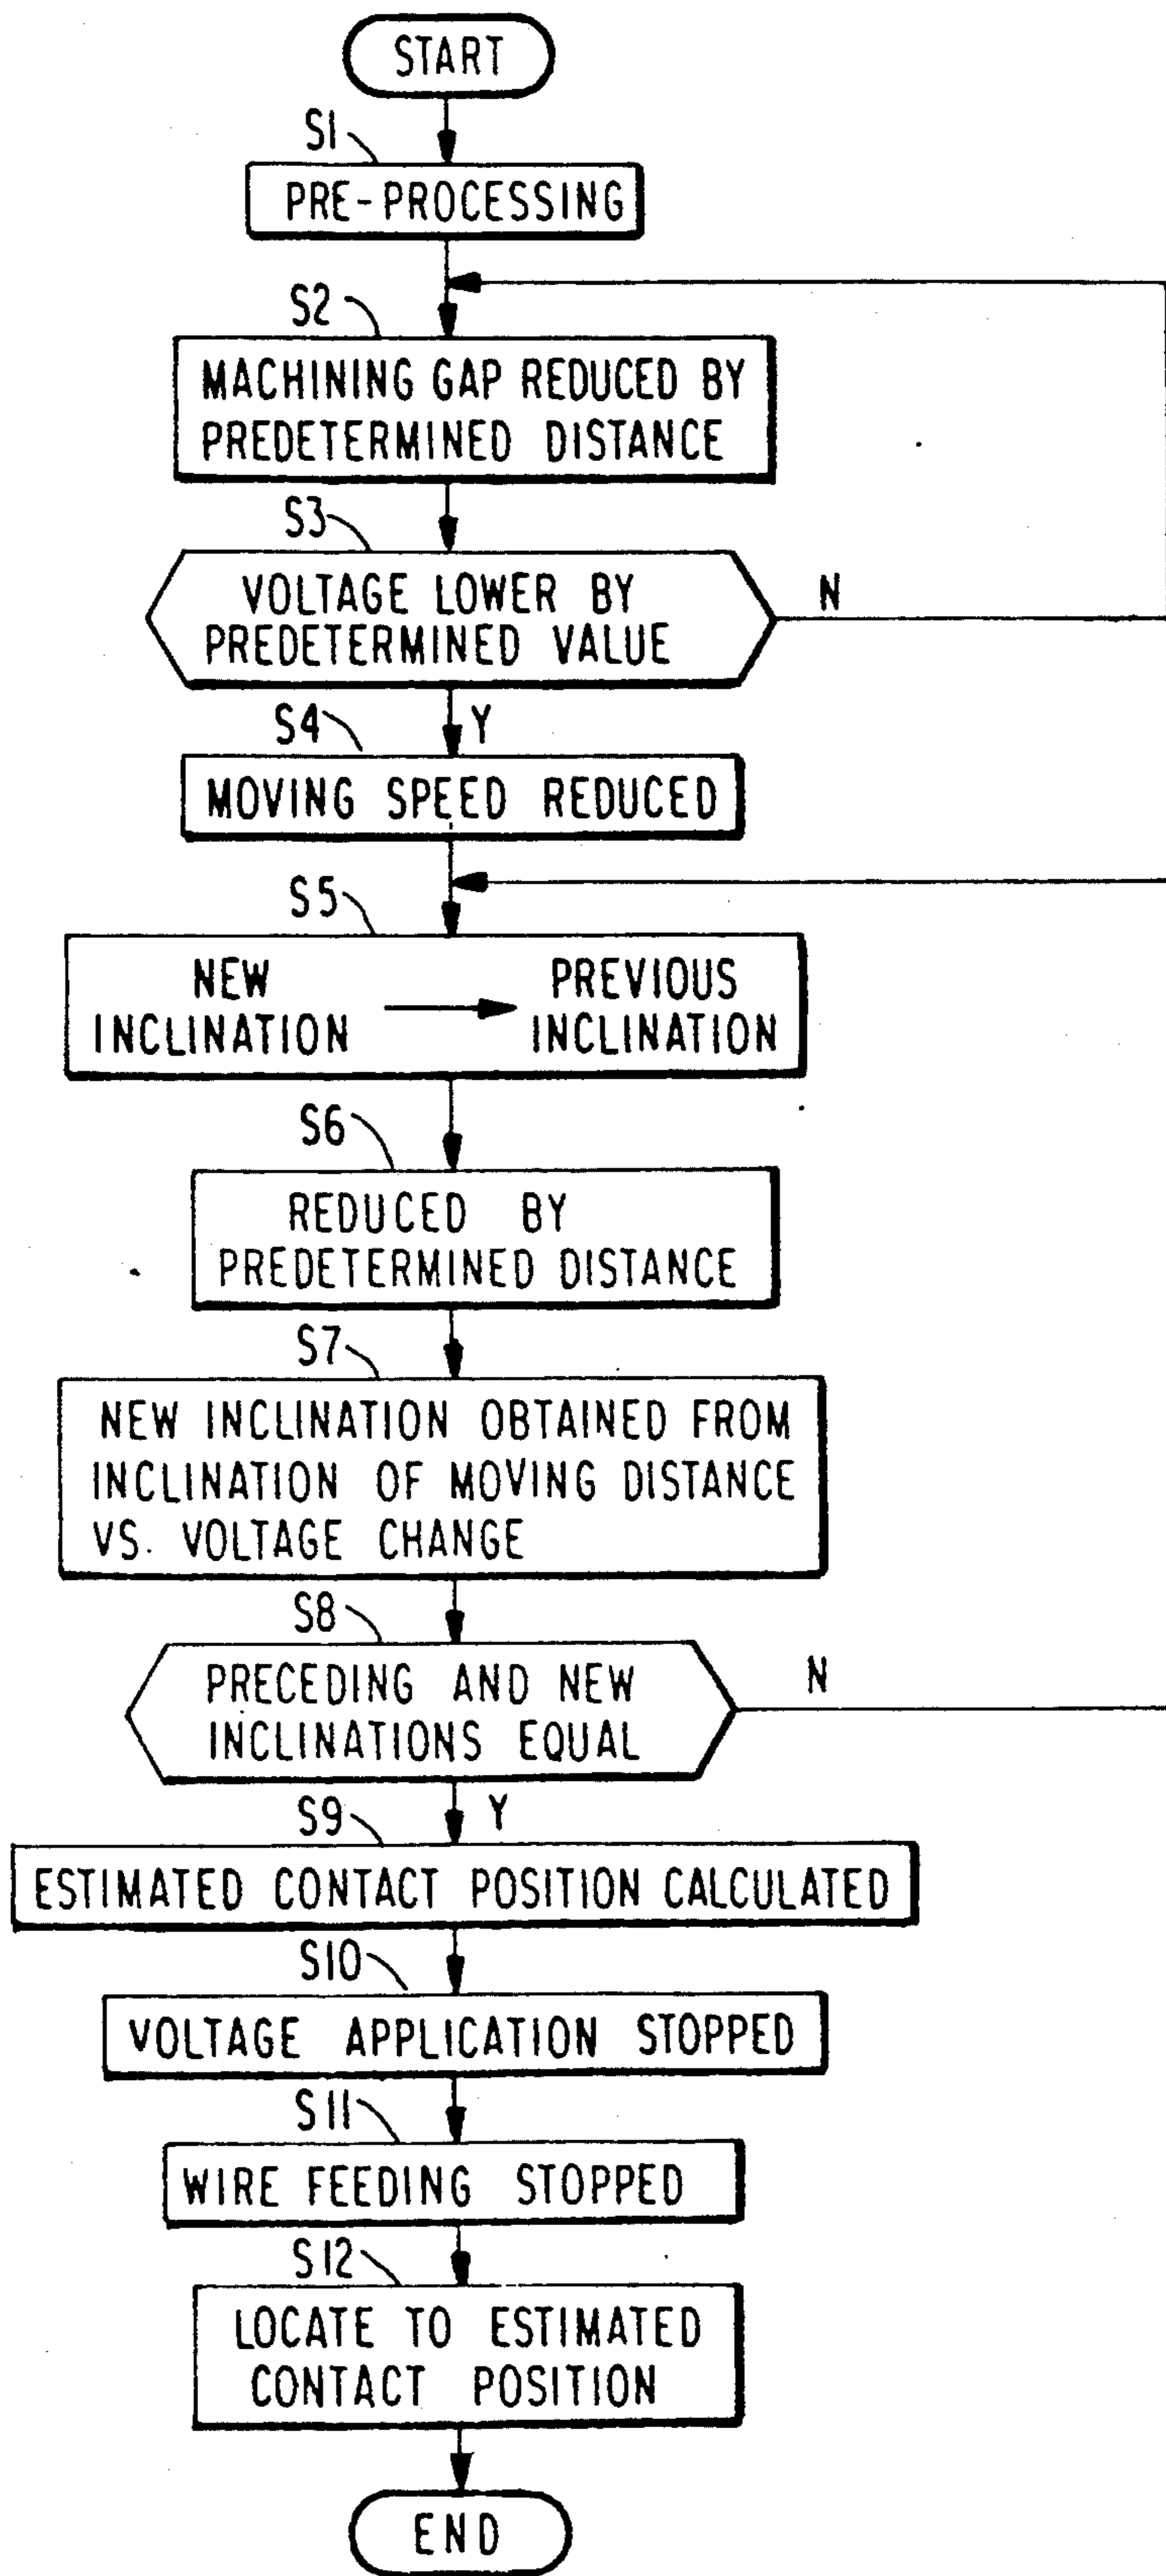 START
S1
PRE-PROCESSING
S2
MACHINING GAP REDUCED BY
PREDETERMINED DISTANCE
S3
VOLTAGE LOWER BY
PREDETERMINED VALUE
N
S4
Y
MOVING SPEED REDUCED
S5
NEW INCLINATION
PREVIOUS INCLINATION
S6
REDUCED BY
PREDETERMINED DISTANCE
S7
NEW INCLINATION OBTAINED FROM
INCLINATION OF MOVING DISTANCE
VS. VOLTAGE CHANGE
S8
PRECEDING AND NEW
INCLINATIONS EQUAL
N
S9
Y
ESTIMATED CONTACT POSITION CALCULATED
S10
VOLTAGE APPLICATION STOPPED
S11
WIRE FEEDING STOPPED
S12
LOCATE TO ESTIMATED
CONTACT POSITION
END